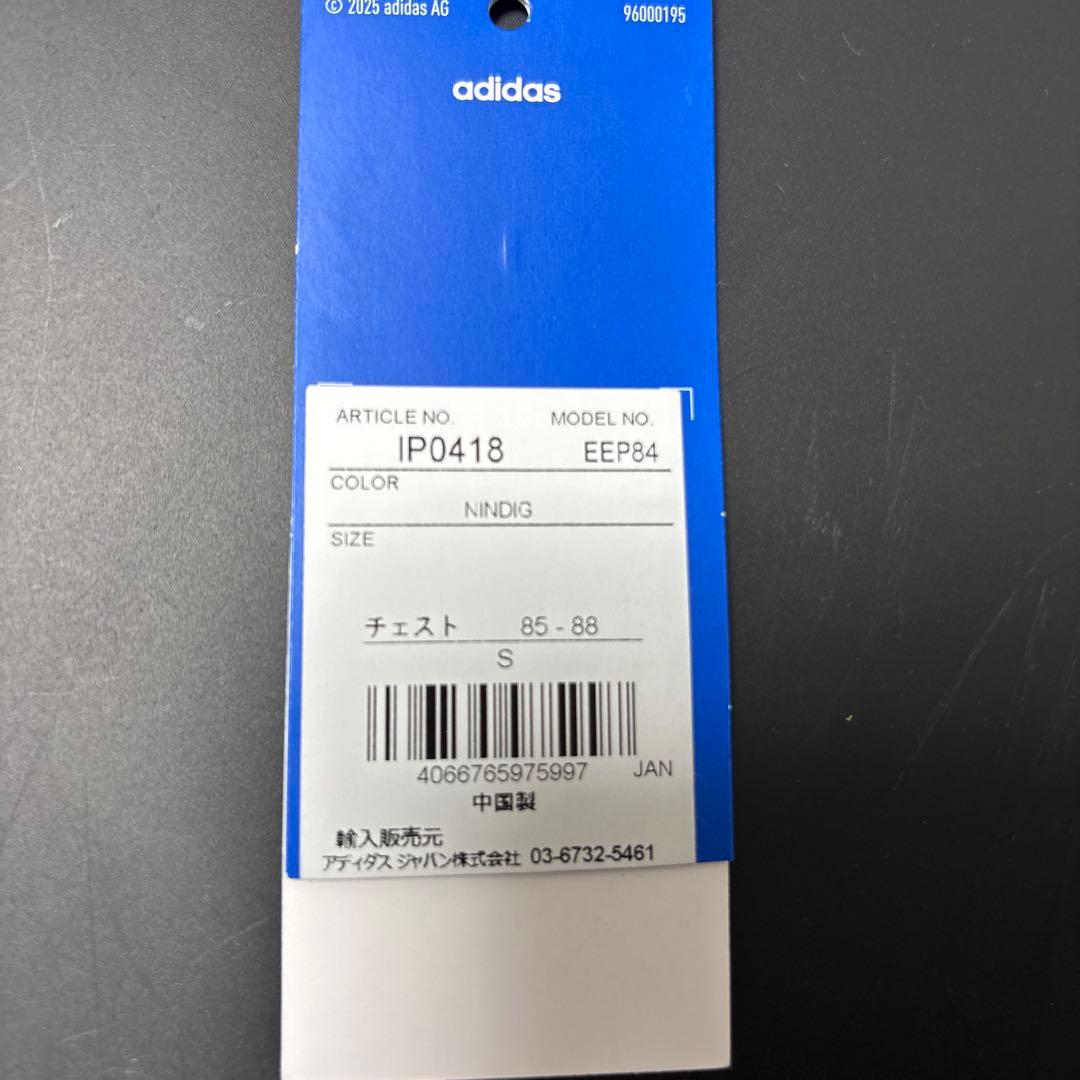 © 2025 adidas AG 96000195
adidas
ARTICLE NO. MODEL NO.
IP0418 EEP84
COLOR
NINDIG
SIZE
チェスト 85 - 88
S
4066765975997 JAN
中国製
輸入販売元
アディダス ジャパン株式会社 03-6732-5461